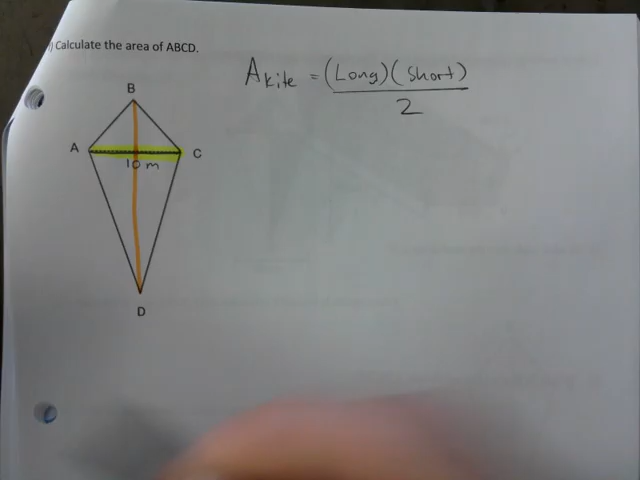 ) Calculate the area of ABCD.
A kite = (Long)(short)
2
B
A
C
10 m
D